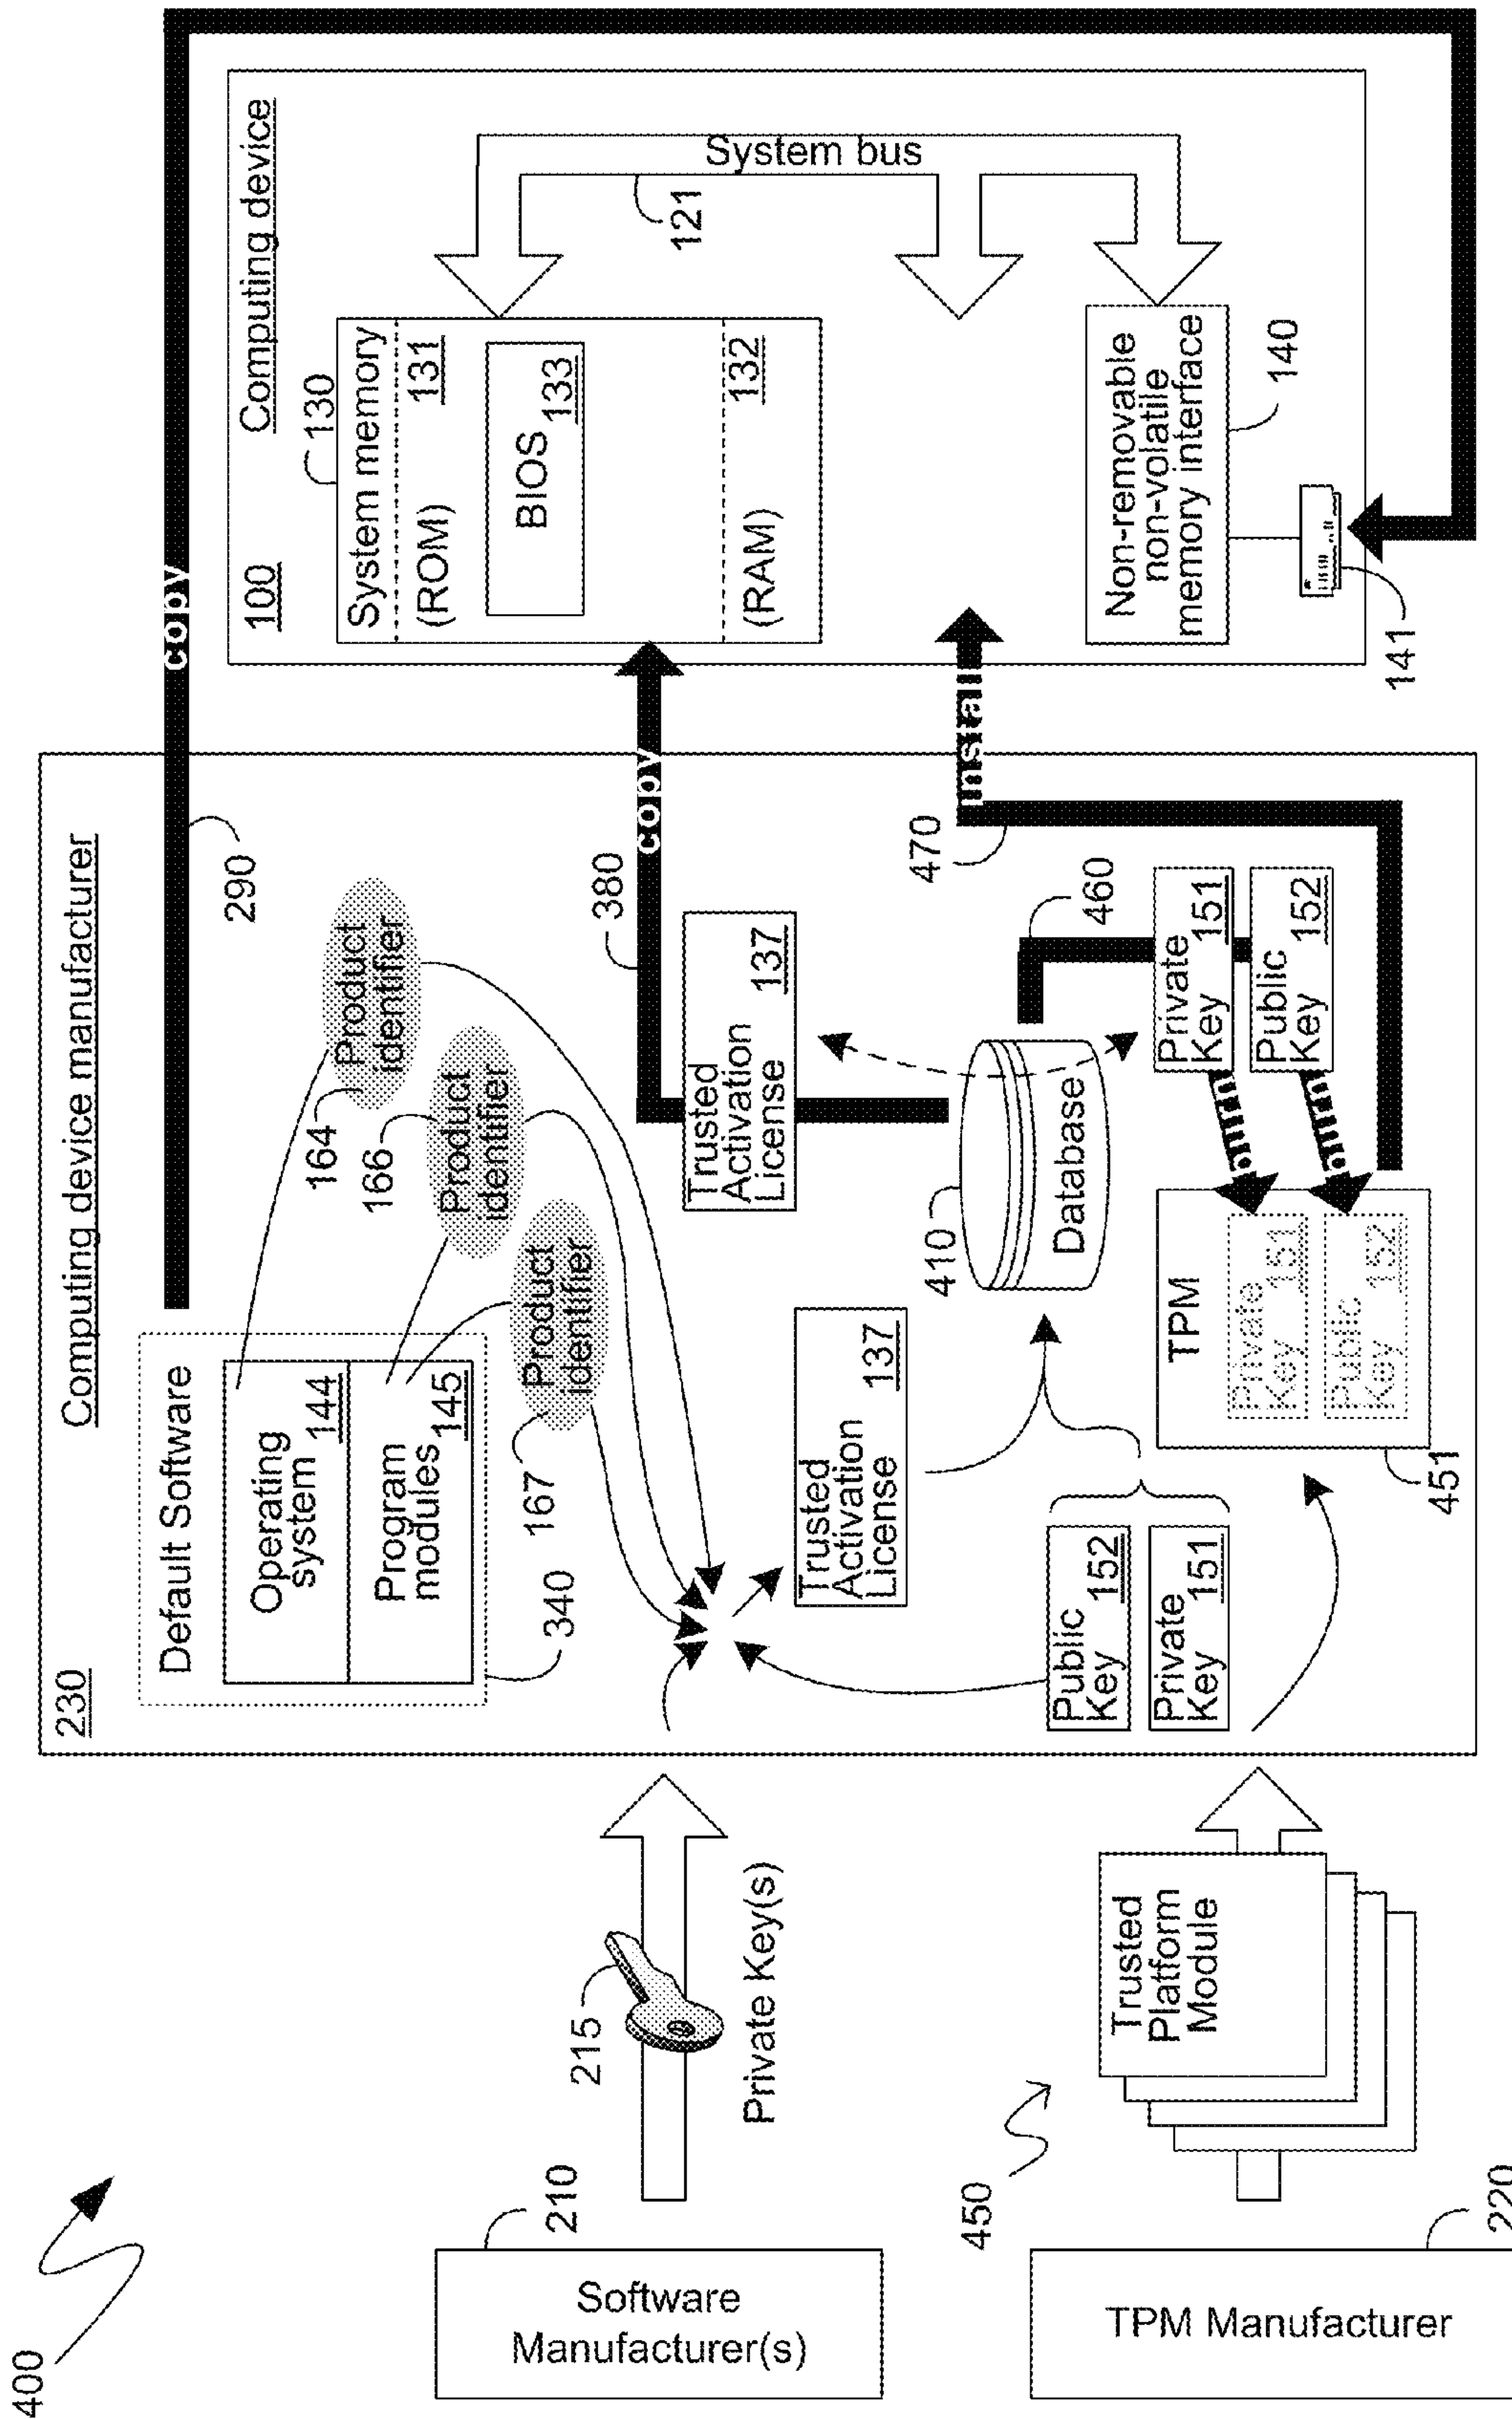 400
Software
Manufacturer(s)
210
TPM Manufacturer
220
215
Private Key(s)
450
Trusted
Platform
Module
230
Computing device manufacturer
Default Software
Operating
system 144
Program
modules 145
340
Product
identifier
164
Product
identifier
166
Product
identifier
167
290
copy
Trusted
Activation
License 137
Public
Key 152
Private
Key 151
410
Database
Trusted
Activation
License 137
380
copy
460
Private
Key 151
Public
Key 152
imprint
imprint
TPM
Private
Key 151
Public
Key 152
451
470
install
100
Computing device
130
System memory
(ROM) 131
BIOS
133
(RAM) 132
System bus
121
Non-removable
non-volatile
memory interface
140
141